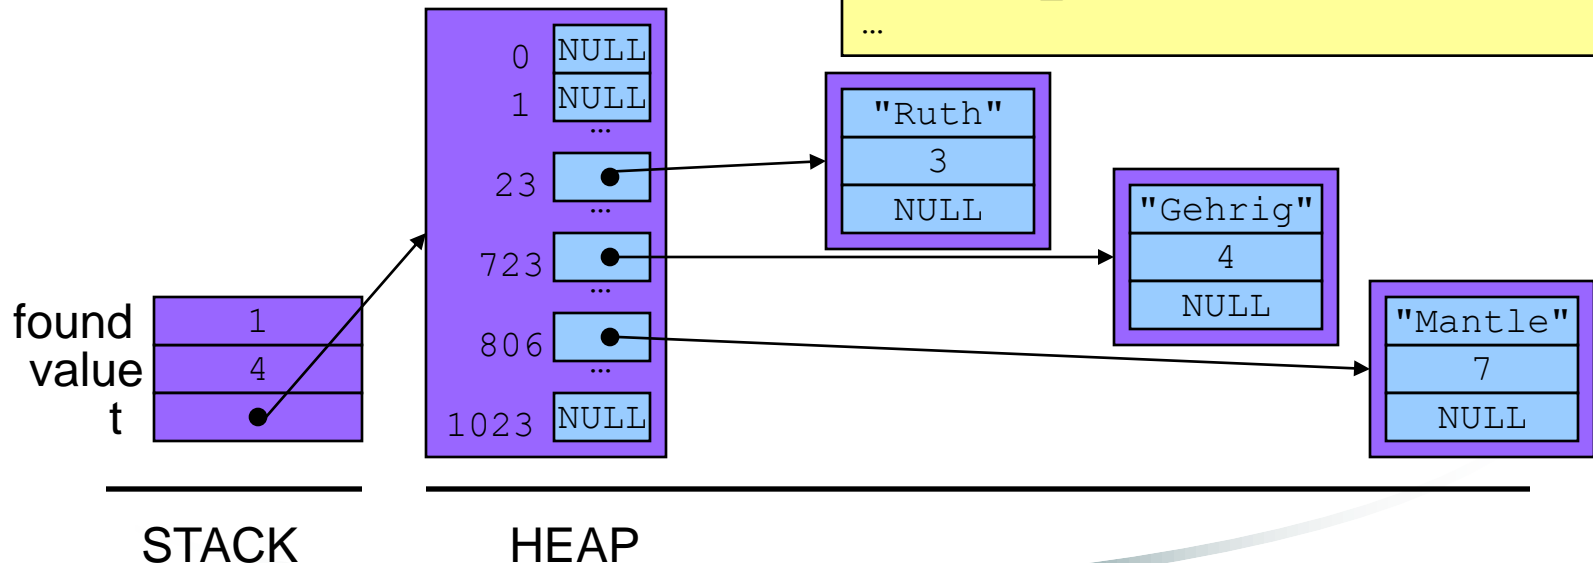 …
0 NULL
1 NULL
…
23
…
723
…
806
…
1023 NULL
"Ruth"
3
NULL
"Gehrig"
4
NULL
"Mantle"
7
NULL
found 1
value 4
t
STACK
HEAP